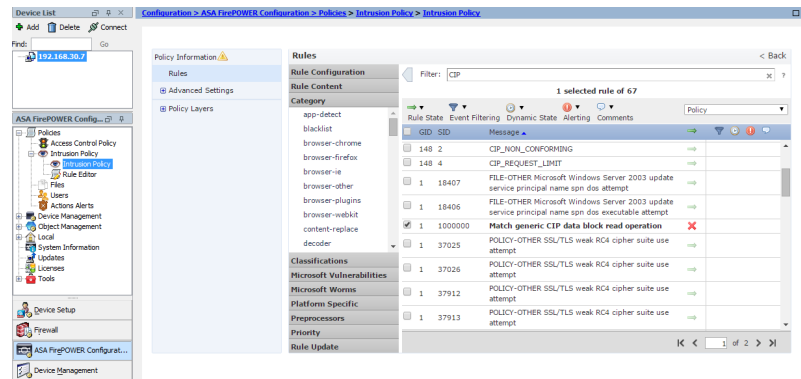 Device List
Configuration > ASA FirePOWER Configuration > Policies > Intrusion Policy > Intrusion Policy
Add Delete Connect
Find: Go
192.168.30.7
ASA FirePOWER Config...
Policies
Access Control Policy
Intrusion Policy
Intrusion Policy
Rule Editor
Files
Users
Actions Alerts
Device Management
Object Management
Local
System Information
Updates
Licenses
Tools
Device Setup
Firewall
ASA FirePOWER Configurat...
Device Management
Policy Information
Rules
Advanced Settings
Policy Layers
Rules
< Back
Rule Configuration
Rule Content
Category
app-detect
blacklist
browser-chrome
browser-firefox
browser-ie
browser-other
browser-plugins
browser-webkit
content-replace
decoder
Classifications
Microsoft Vulnerabilities
Microsoft Worms
Platform Specific
Preprocessors
Priority
Rule Update
Filter: CIP x ?
1 selected rule of 67
Rule State Event Filtering Dynamic State Alerting Comments
Policy
GID SID Message
148 2 CIP_NON_CONFORMING
148 4 CIP_REQUEST_LIMIT
1 18407 FILE-OTHER Microsoft Windows Server 2003 update
service principal name spn dos attempt
1 18406 FILE-OTHER Microsoft Windows Server 2003 update
service principal name spn dos executable attempt
1 1000000 Match generic CIP data block read operation
1 37025 POLICY-OTHER SSL/TLS weak RC4 cipher suite use
attempt
1 37026 POLICY-OTHER SSL/TLS weak RC4 cipher suite use
attempt
1 37912 POLICY-OTHER SSL/TLS weak RC4 cipher suite use
attempt
1 37913 POLICY-OTHER SSL/TLS weak RC4 cipher suite use
attempt
1 of 2